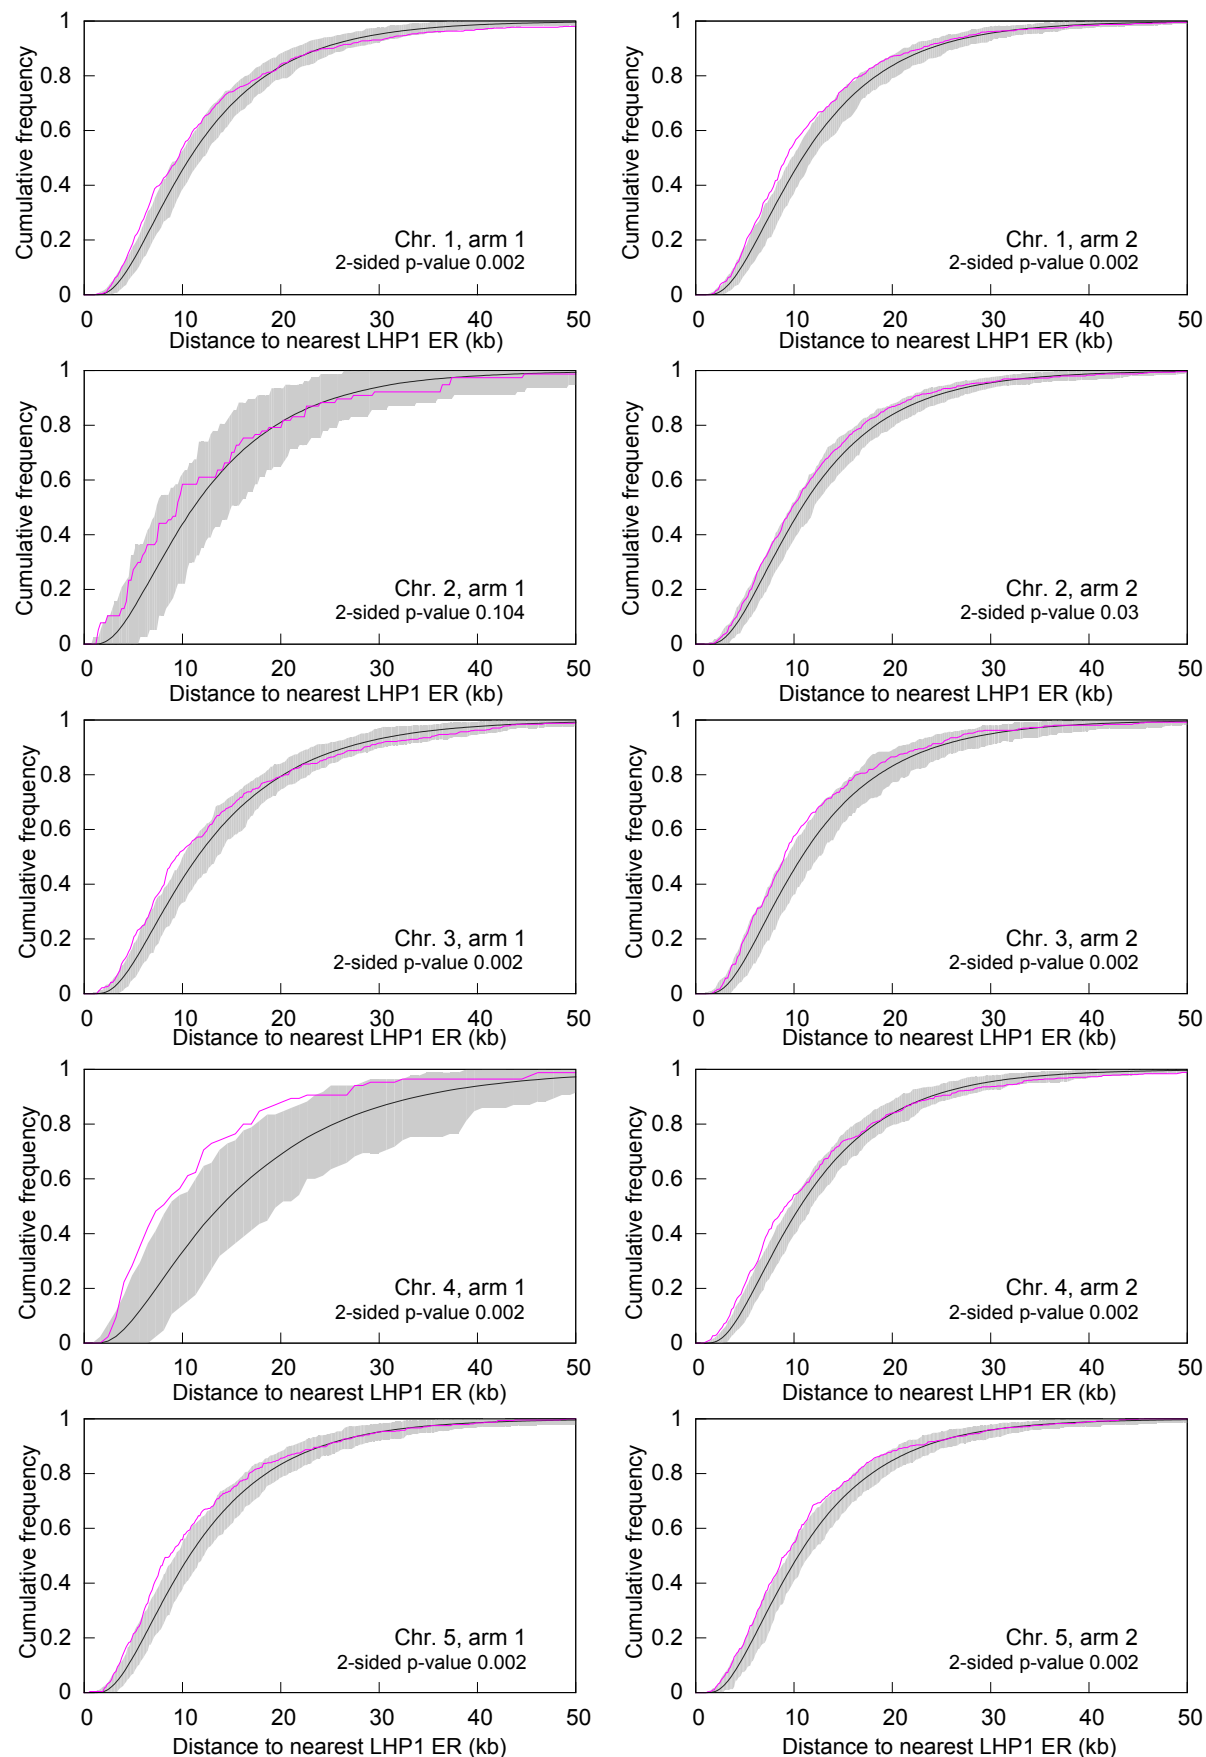 Cumulative frequency
1
0.8
0.6
0.4
0.2
0
Chr. 1, arm 1
2-sided p-value 0.002
0 10 20 30 40 50
Distance to nearest LHP1 ER (kb)
Cumulative frequency
1
0.8
0.6
0.4
0.2
0
Chr. 1, arm 2
2-sided p-value 0.002
0 10 20 30 40 50
Distance to nearest LHP1 ER (kb)
Cumulative frequency
1
0.8
0.6
0.4
0.2
0
Chr. 2, arm 1
2-sided p-value 0.104
0 10 20 30 40 50
Distance to nearest LHP1 ER (kb)
Cumulative frequency
1
0.8
0.6
0.4
0.2
0
Chr. 2, arm 2
2-sided p-value 0.03
0 10 20 30 40 50
Distance to nearest LHP1 ER (kb)
Cumulative frequency
1
0.8
0.6
0.4
0.2
0
Chr. 3, arm 1
2-sided p-value 0.002
0 10 20 30 40 50
Distance to nearest LHP1 ER (kb)
Cumulative frequency
1
0.8
0.6
0.4
0.2
0
Chr. 3, arm 2
2-sided p-value 0.002
0 10 20 30 40 50
Distance to nearest LHP1 ER (kb)
Cumulative frequency
1
0.8
0.6
0.4
0.2
0
Chr. 4, arm 1
2-sided p-value 0.002
0 10 20 30 40 50
Distance to nearest LHP1 ER (kb)
Cumulative frequency
1
0.8
0.6
0.4
0.2
0
Chr. 4, arm 2
2-sided p-value 0.002
0 10 20 30 40 50
Distance to nearest LHP1 ER (kb)
Cumulative frequency
1
0.8
0.6
0.4
0.2
0
Chr. 5, arm 1
2-sided p-value 0.002
0 10 20 30 40 50
Distance to nearest LHP1 ER (kb)
Cumulative frequency
1
0.8
0.6
0.4
0.2
0
Chr. 5, arm 2
2-sided p-value 0.002
0 10 20 30 40 50
Distance to nearest LHP1 ER (kb)